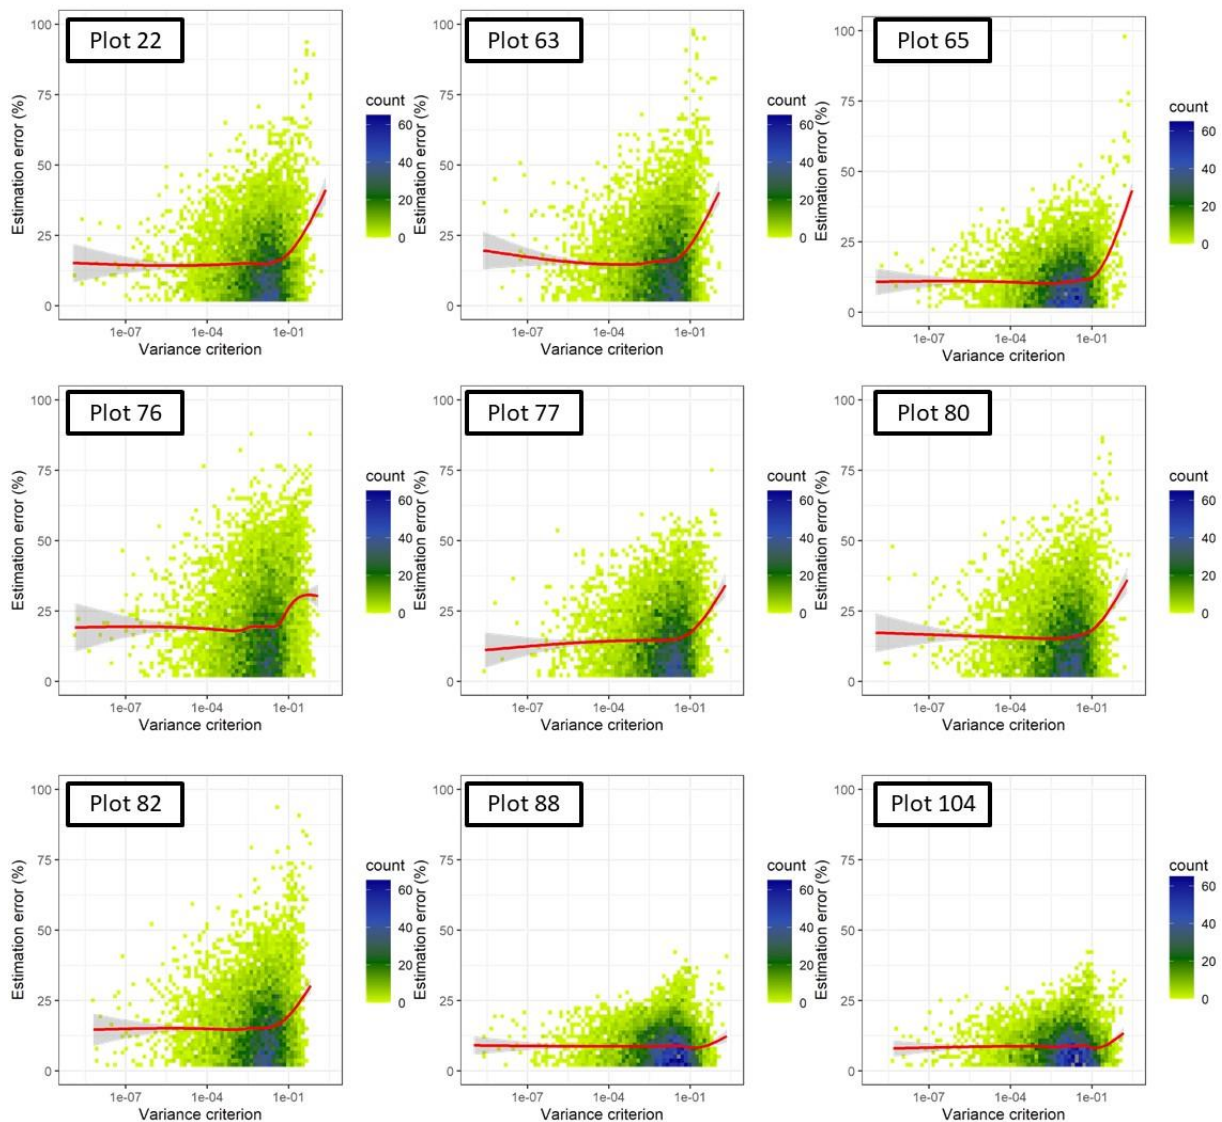 Plot 22
Estimation error (%)
100
75
50
25
0
1e-07 1e-04 1e-01
Variance criterion
count
60
40
20
0
Plot 63
Estimation error (%)
100
75
50
25
0
1e-07 1e-04 1e-01
Variance criterion
count
60
40
20
0
Plot 65
Estimation error (%)
100
75
50
25
0
1e-07 1e-04 1e-01
Variance criterion
count
60
40
20
0
Plot 76
Estimation error (%)
100
75
50
25
0
1e-07 1e-04 1e-01
Variance criterion
count
60
40
20
0
Plot 77
Estimation error (%)
100
75
50
25
0
1e-07 1e-04 1e-01
Variance criterion
count
60
40
20
0
Plot 80
Estimation error (%)
100
75
50
25
0
1e-07 1e-04 1e-01
Variance criterion
count
60
40
20
0
Plot 82
Estimation error (%)
100
75
50
25
0
1e-07 1e-04 1e-01
Variance criterion
count
60
40
20
0
Plot 88
Estimation error (%)
100
75
50
25
0
1e-07 1e-04 1e-01
Variance criterion
count
60
40
20
0
Plot 104
Estimation error (%)
100
75
50
25
0
1e-07 1e-04 1e-01
Variance criterion
count
60
40
20
0